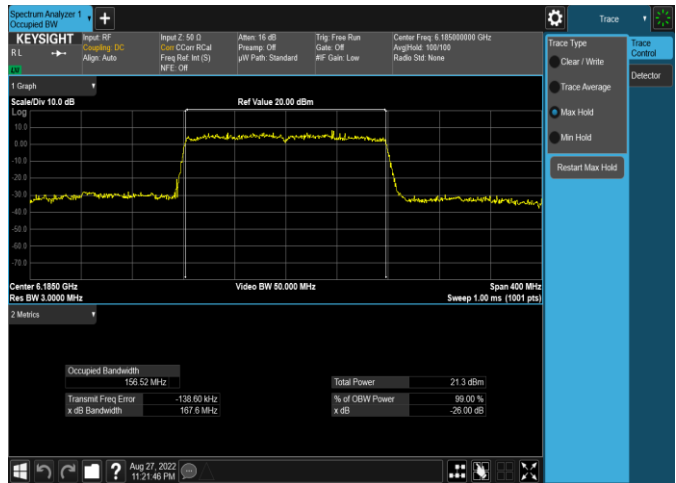 Spectrum Analyzer 1
Occupied BW
Trace
KEYSIGHT
Input: RF
Input Z: 50 Ω
Atten: 16 dB
Trig: Free Run
Center Freq: 6.185000000 GHz
R L
Coupling: DC
Corr CCorr RCal
Preamp: Off
Gate: Off
Avg|Hold: 100/100
Align: Auto
Freq Ref: Int (S)
µW Path: Standard
#IF Gain: Low
Radio Std: None
NFE: Off
Trace Type
Clear / Write
Trace Average
Max Hold
Min Hold
Restart Max Hold
Trace
Control
Detector
1 Graph
Scale/Div 10.0 dB
Ref Value 20.00 dBm
Log
10.0
0.00
-10.0
-20.0
-30.0
-40.0
-50.0
-60.0
-70.0
Center 6.1850 GHz
Video BW 50.000 MHz
Span 400 MHz
Res BW 3.0000 MHz
Sweep 1.00 ms (1001 pts)
2 Metrics
Occupied Bandwidth
156.52 MHz
Total Power
21.3 dBm
Transmit Freq Error
-138.60 kHz
% of OBW Power
99.00 %
x dB Bandwidth
167.6 MHz
x dB
-26.00 dB
Aug 27, 2022
11:21:46 PM